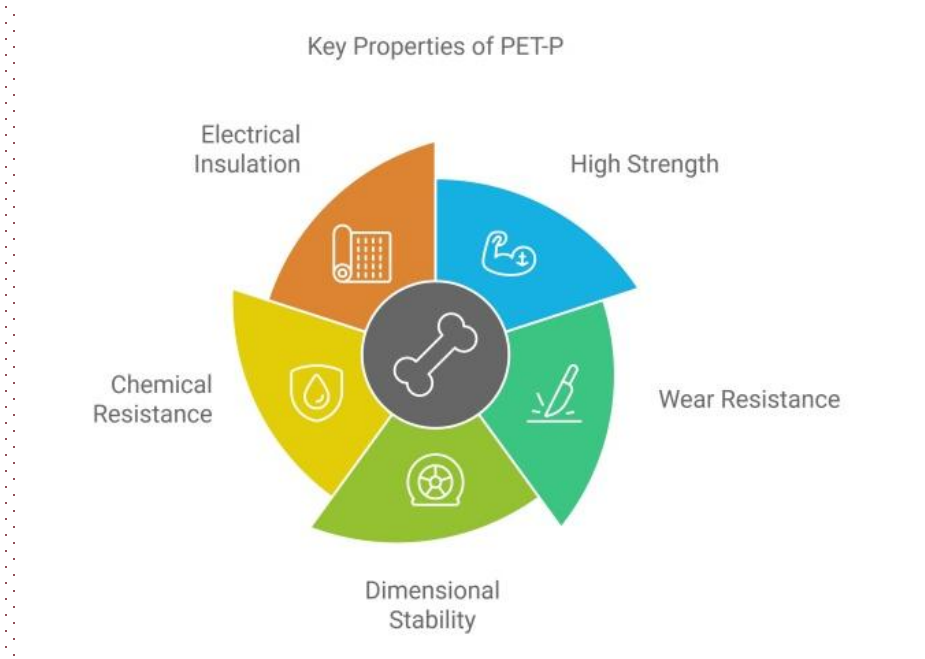 Key Properties of PET-P
Electrical
Insulation
High Strength
Chemical
Resistance
Wear Resistance
Dimensional
Stability